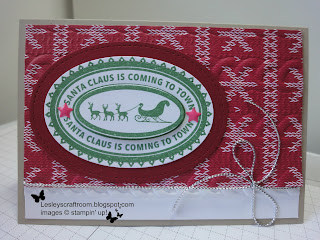 SANTA CLAUS IS COMING TO TOWN
SANTA CLAUS IS COMING TO TOWN
Lesleyscraftroom.blogspot.com
images © stampin' up!